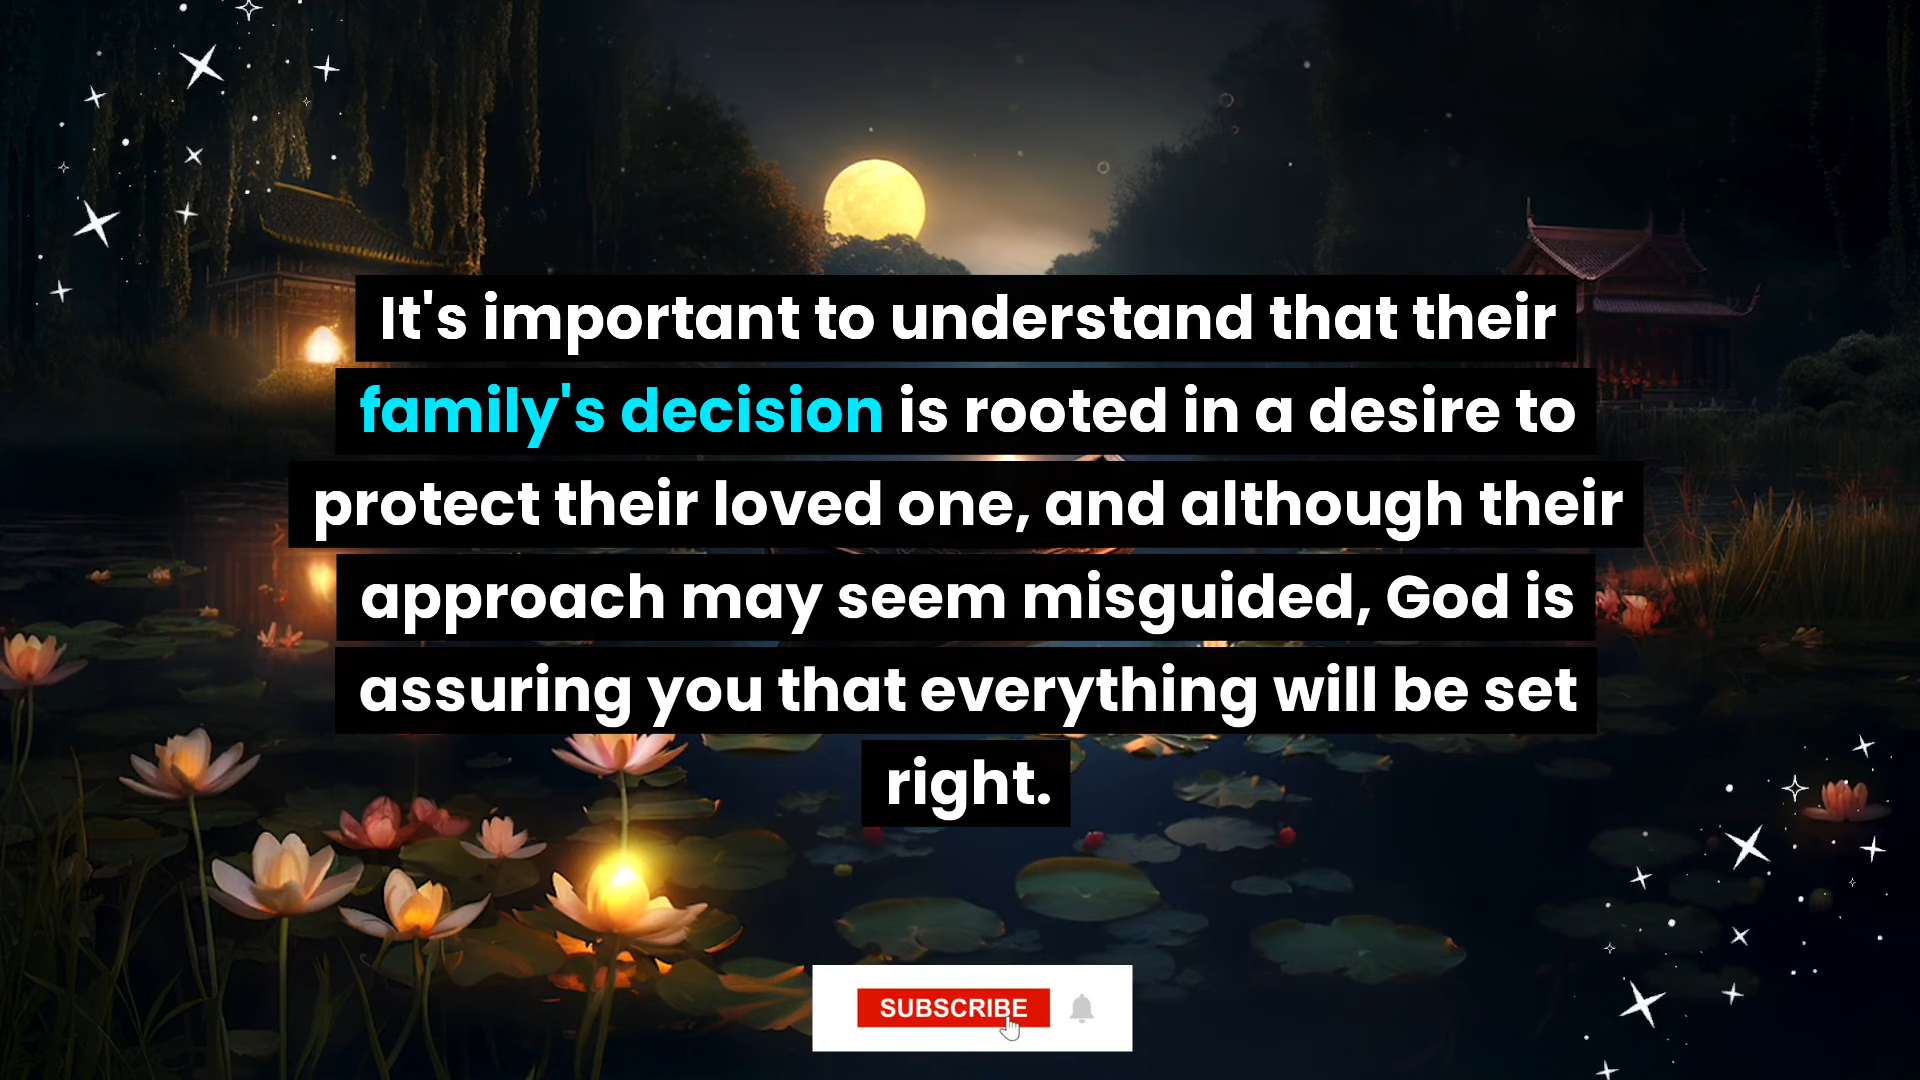 It's important to understand that their
family's decision is rooted in a desire to
protect their loved one, and although their
approach may seem misguided, God is
assuring you that everything will be set
right.
SUBSCRIBE